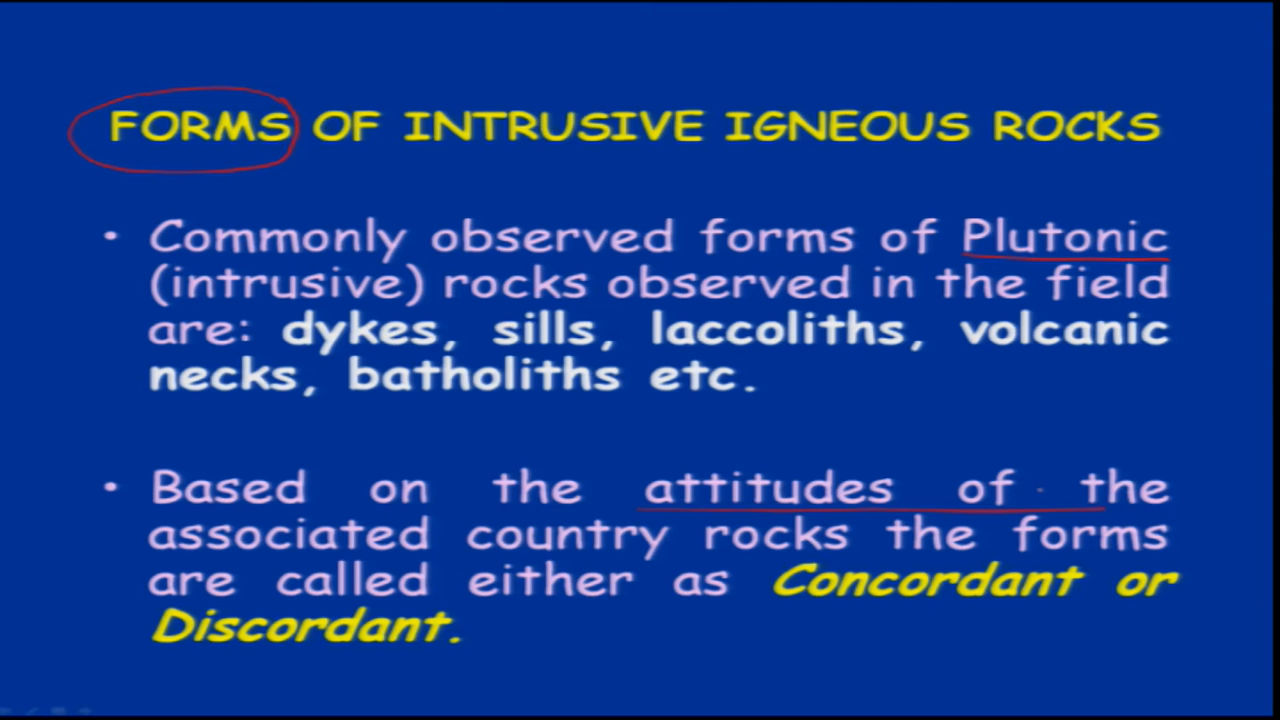 FORMS OF INTRUSIVE IGNEOUS ROCKS
• Commonly observed forms of Plutonic
(intrusive) rocks observed in the field
are: dykes, sills, laccoliths, volcanic
necks, batholiths etc.
• Based on the attitudes of the
associated country rocks the forms
are called either as Concordant or
Discordant.